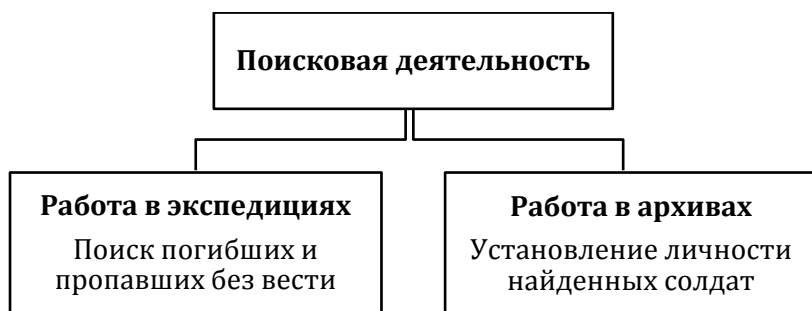 Поисковая деятельность
Работа в экспедициях
Поиск погибших и
пропавших без вести
Работа в архивах
Установление личности
найденных солдат